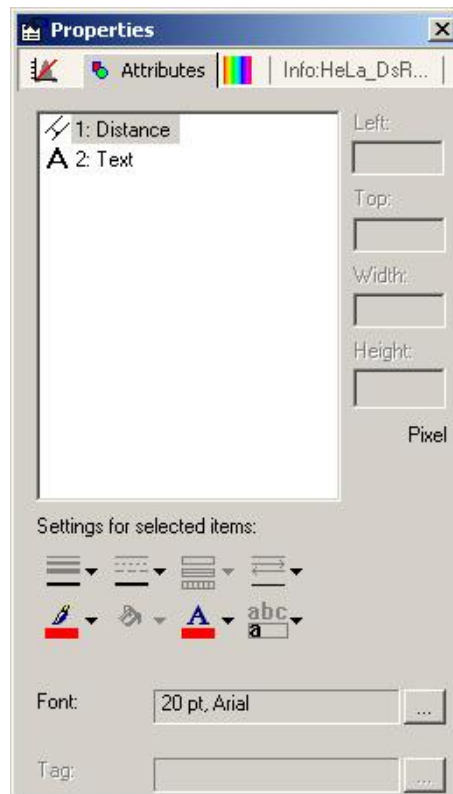 Properties
Attributes Info:HeLa_DsR...
1: Distance
A 2: Text
Left:
Top:
Width:
Height:
Pixel
Settings for selected items:
A abc
a
Font: 20 pt, Arial ...
Tag: ...